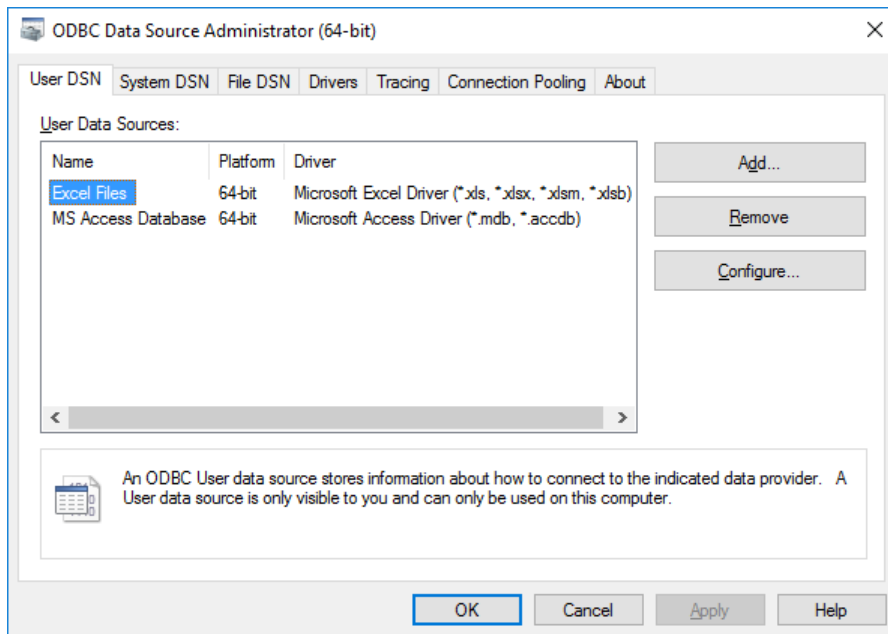 ODBC Data Source Administrator (64-bit)
User DSN System DSN File DSN Drivers Tracing Connection Pooling About
User Data Sources:
Name Platform Driver
Excel Files 64-bit Microsoft Excel Driver (*.xls, *.xlsx, *.xlsm, *.xlsb)
MS Access Database 64-bit Microsoft Access Driver (*.mdb, *.accdb)
Add...
Remove
Configure...
An ODBC User data source stores information about how to connect to the indicated data provider. A
User data source is only visible to you and can only be used on this computer.
OK Cancel Apply Help